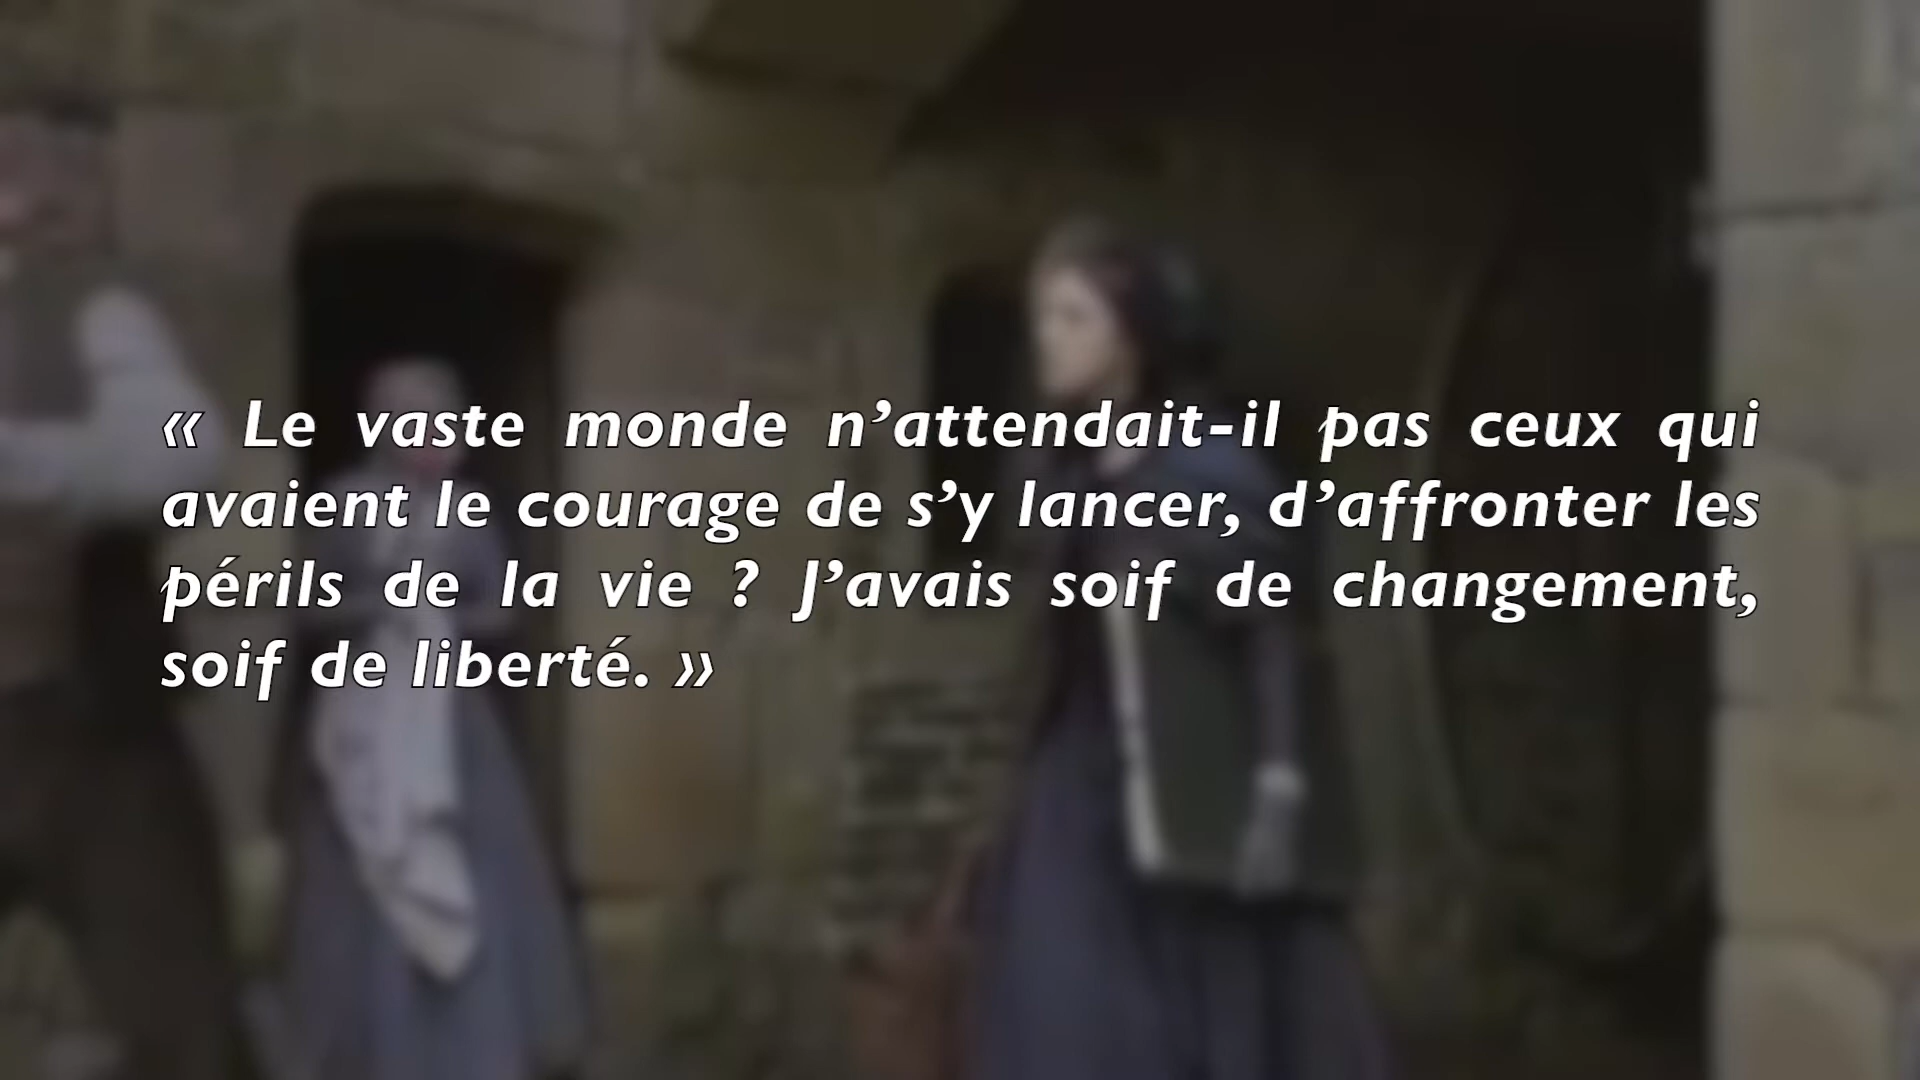 « Le vaste monde n’attendait-il pas ceux qui
avaient le courage de s’y lancer, d’affronter les
périls de la vie ? J’avais soif de changement,
soif de liberté. »